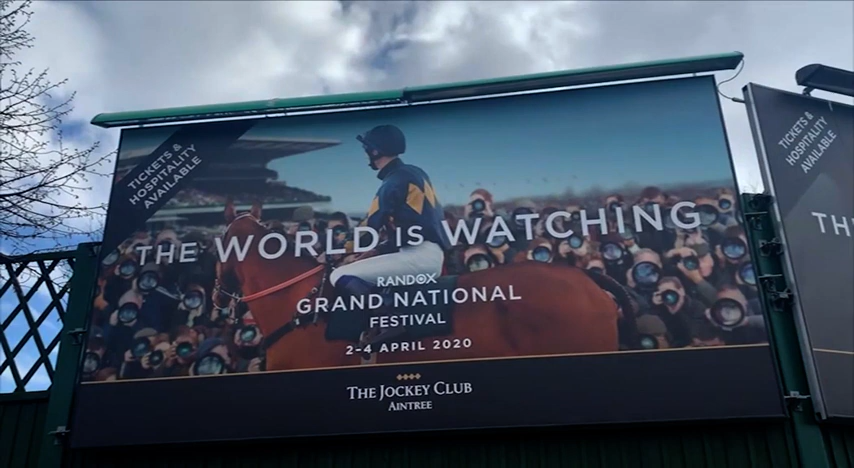 TICKETS &
HOSPITALITY
AVAILABLE
THE WORLD IS WATCHING
RANDOX
GRAND NATIONAL
FESTIVAL
2-4 APRIL 2020
THE JOCKEY CLUB
AINTREE
TICKETS &
HOSPITALITY
AVAILABLE
TH